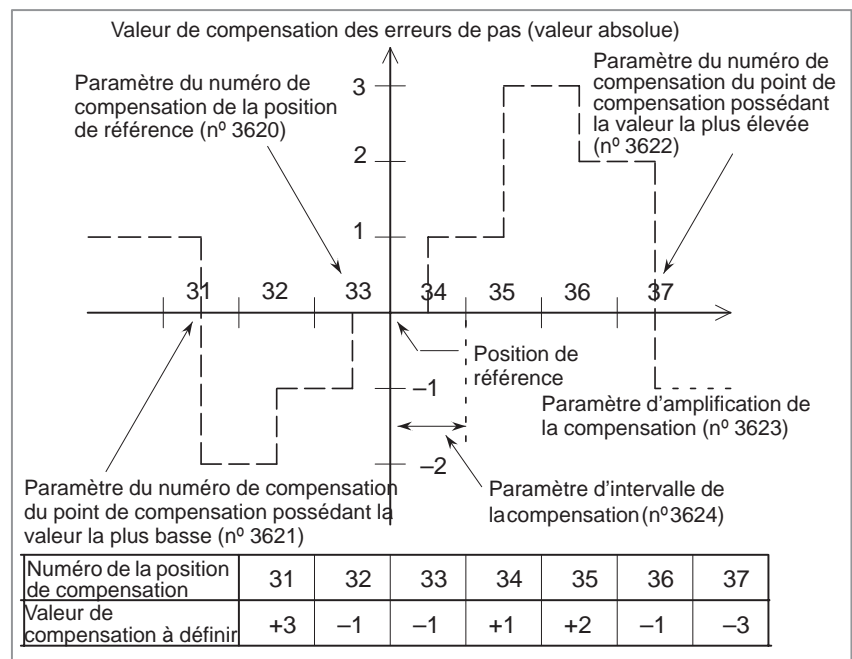 Valeur de compensation des erreurs de pas (valeur absolue)
Paramètre du numéro de
compensation de la position
de référence (nº 3620)
Paramètre du numéro de
compensation du point de
compensation possédant
la valeur la plus élevée
(nº 3622)
3
2
1
31 32 33 34 35 36 37
Position de
référence
–1
–2
Paramètre d'amplification de
la compensation (nº 3623)
Paramètre du numéro de compensation
du point de compensation possédant la
valeur la plus basse (nº 3621)
Paramètre d'intervalle de
la compensation (nº 3624)
Numéro de la position
de compensation 31 32 33 34 35 36 37
Valeur de
compensation à définir +3 –1 –1 +1 +2 –1 –3